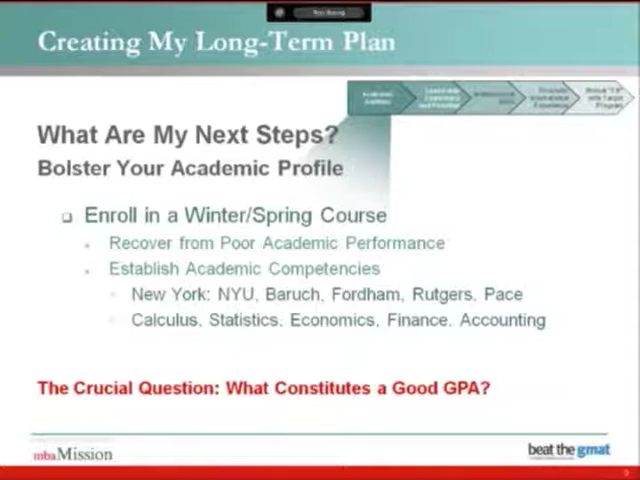 Creating My Long-Term Plan
Academic
What Are My Next Steps?
Bolster Your Academic Profile
Enroll in a Winter/Spring Course
Recover from Poor Academic Performance
Establish Academic Competencies
New York: NYU, Baruch, Fordham, Rutgers, Pace
Calculus, Statistics, Economics, Finance, Accounting
The Crucial Question: What Constitutes a Good GPA?
mbaMission
beat the gmat